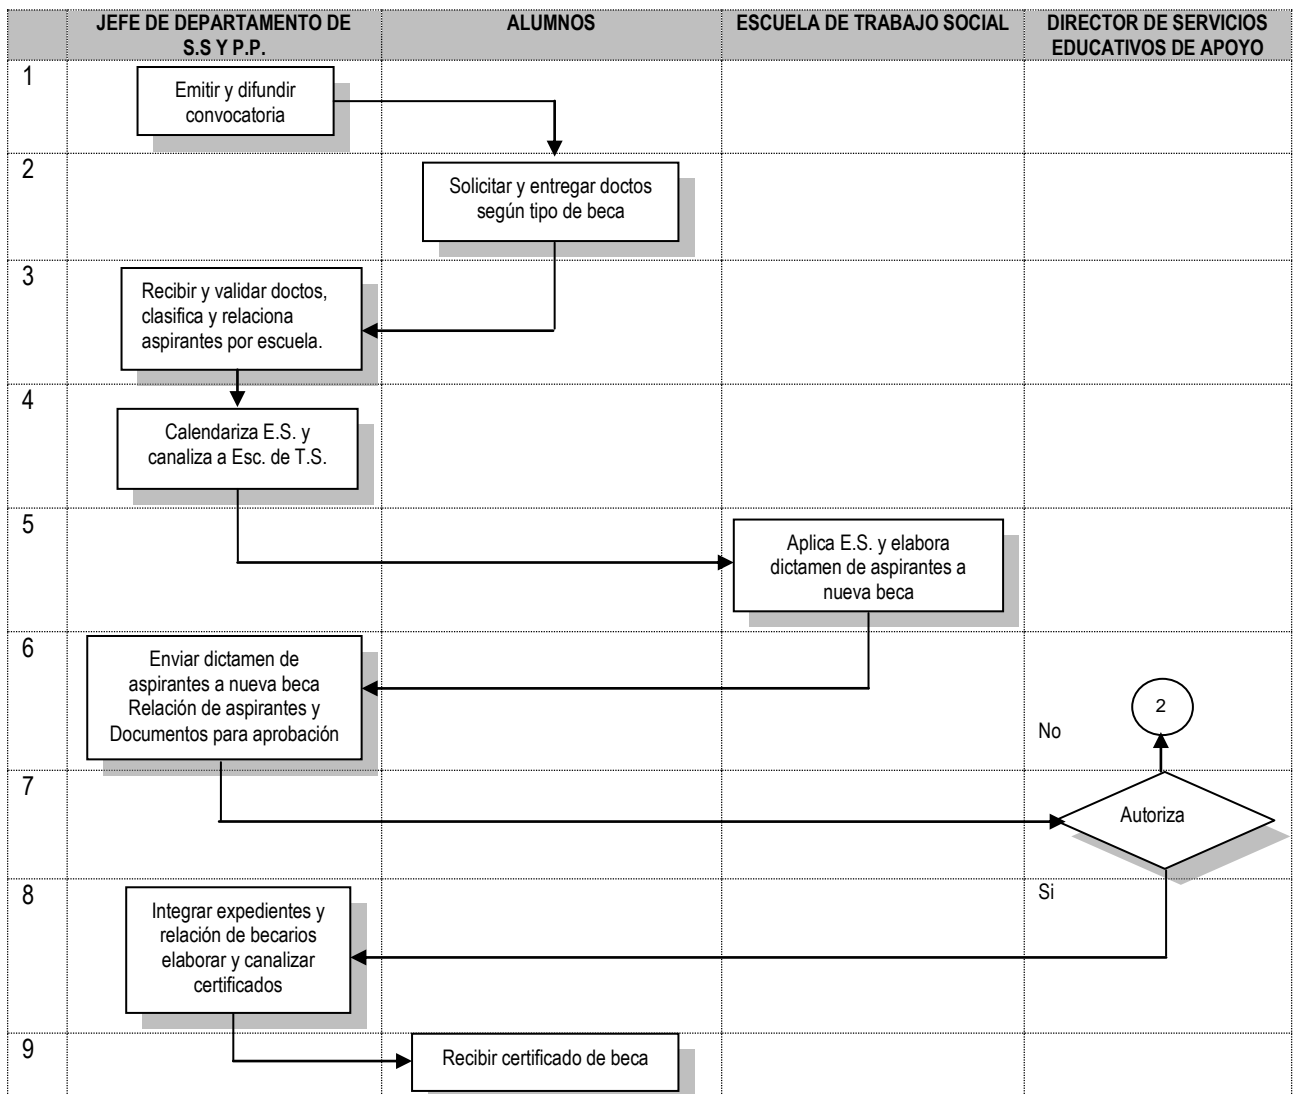 JEFE DE DEPARTAMENTO DE
S.S Y P.P.
ALUMNOS
ESCUELA DE TRABAJO SOCIAL
DIRECTOR DE SERVICIOS
EDUCATIVOS DE APOYO
1
Emitir y difundir
convocatoria
2
Solicitar y entregar doctos
según tipo de beca
3
Recibir y validar doctos,
clasifica y relaciona
aspirantes por escuela.
4
Calendariza E.S. y
canaliza a Esc. de T.S.
5
Aplica E.S. y elabora
dictamen de aspirantes a
nueva beca
6
Enviar dictamen de
aspirantes a nueva beca
Relación de aspirantes y
Documentos para aprobación
2
No
7
Autoriza
8
Si
Integrar expedientes y
relación de becarios
elaborar y canalizar
certificados
9
Recibir certificado de beca